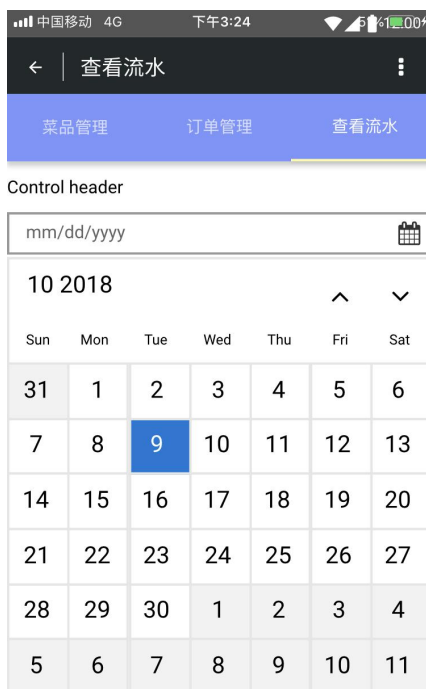 中国移动 4G 下午3:24
查看流水
菜品管理 订单管理 查看流水
Control header
mm/dd/yyyy
10 2018
Sun Mon Tue Wed Thu Fri Sat
31 1 2 3 4 5 6
7 8 9 10 11 12 13
14 15 16 17 18 19 20
21 22 23 24 25 26 27
28 29 30 1 2 3 4
5 6 7 8 9 10 11